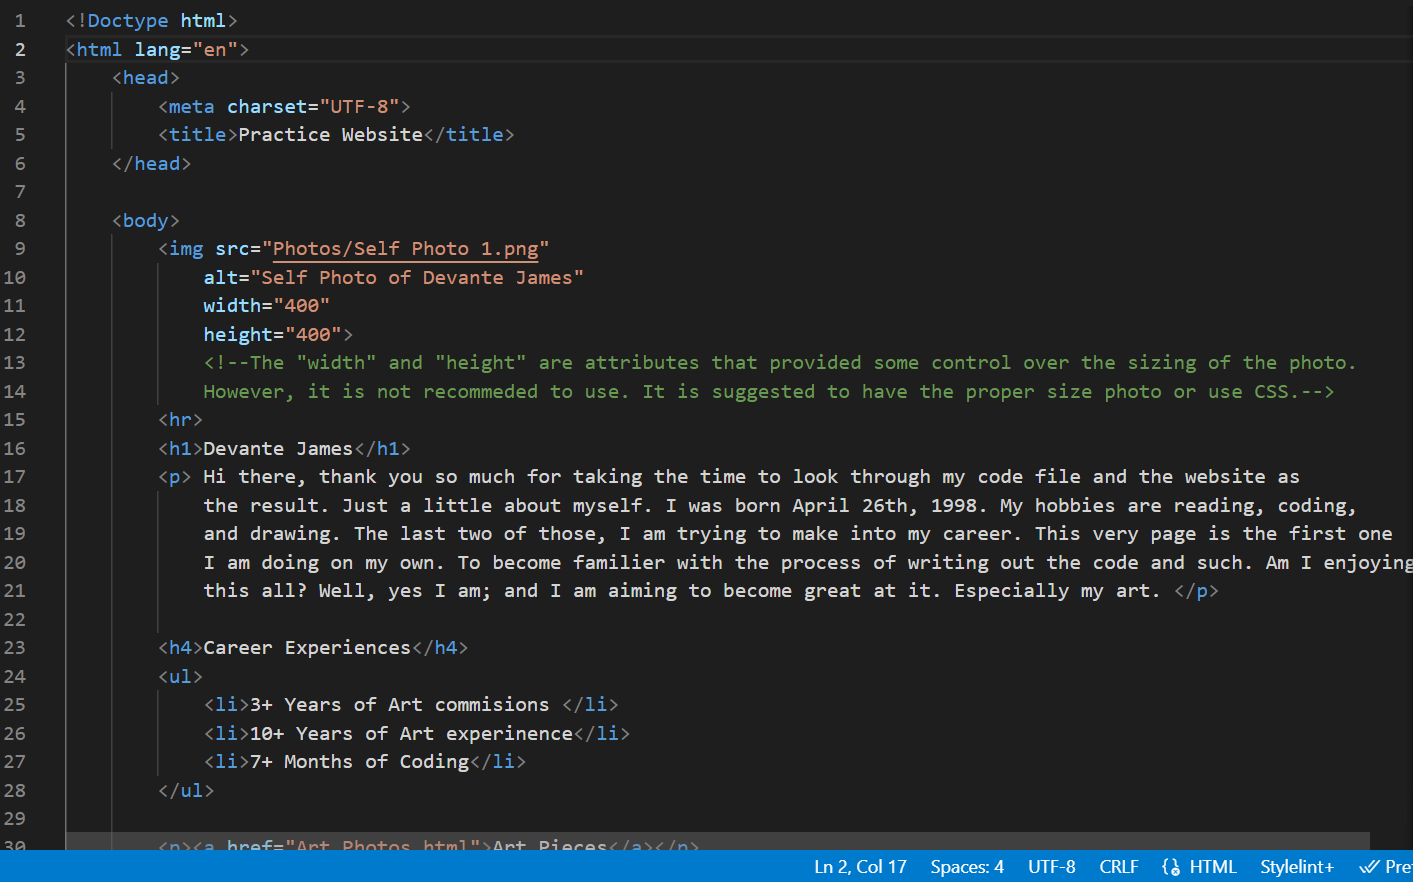 1 <!Doctype html>
2 <html lang="en">
3 <head>
4 <meta charset="UTF-8">
5 <title>Practice Website</title>
6 </head>
7
8 <body>
9 <img src="Photos/Self Photo 1.png"
10 alt="Self Photo of Devante James"
11 width="400"
12 height="400">
13 <!--The "width" and "height" are attributes that provided some control over the sizing of the photo.
14 However, it is not recommeded to use. It is suggested to have the proper size photo or use CSS.-->
15 <hr>
16 <h1>Devante James</h1>
17 <p> Hi there, thank you so much for taking the time to look through my code file and the website as
18 the result. Just a little about myself. I was born April 26th, 1998. My hobbies are reading, coding,
19 and drawing. The last two of those, I am trying to make into my career. This very page is the first one
20 I am doing on my own. To become familier with the process of writing out the code and such. Am I enjoying
21 this all? Well, yes I am; and I am aiming to become great at it. Especially my art. </p>
22
23 <h4>Career Experiences</h4>
24 <ul>
25 <li>3+ Years of Art commisions </li>
26 <li>10+ Years of Art experinence</li>
27 <li>7+ Months of Coding</li>
28 </ul>
29
30 <p><a href="Art Photos.html">Art Pieces</a></p>
Ln 2, Col 17 Spaces: 4 UTF-8 CRLF HTML Stylelint+ Pre